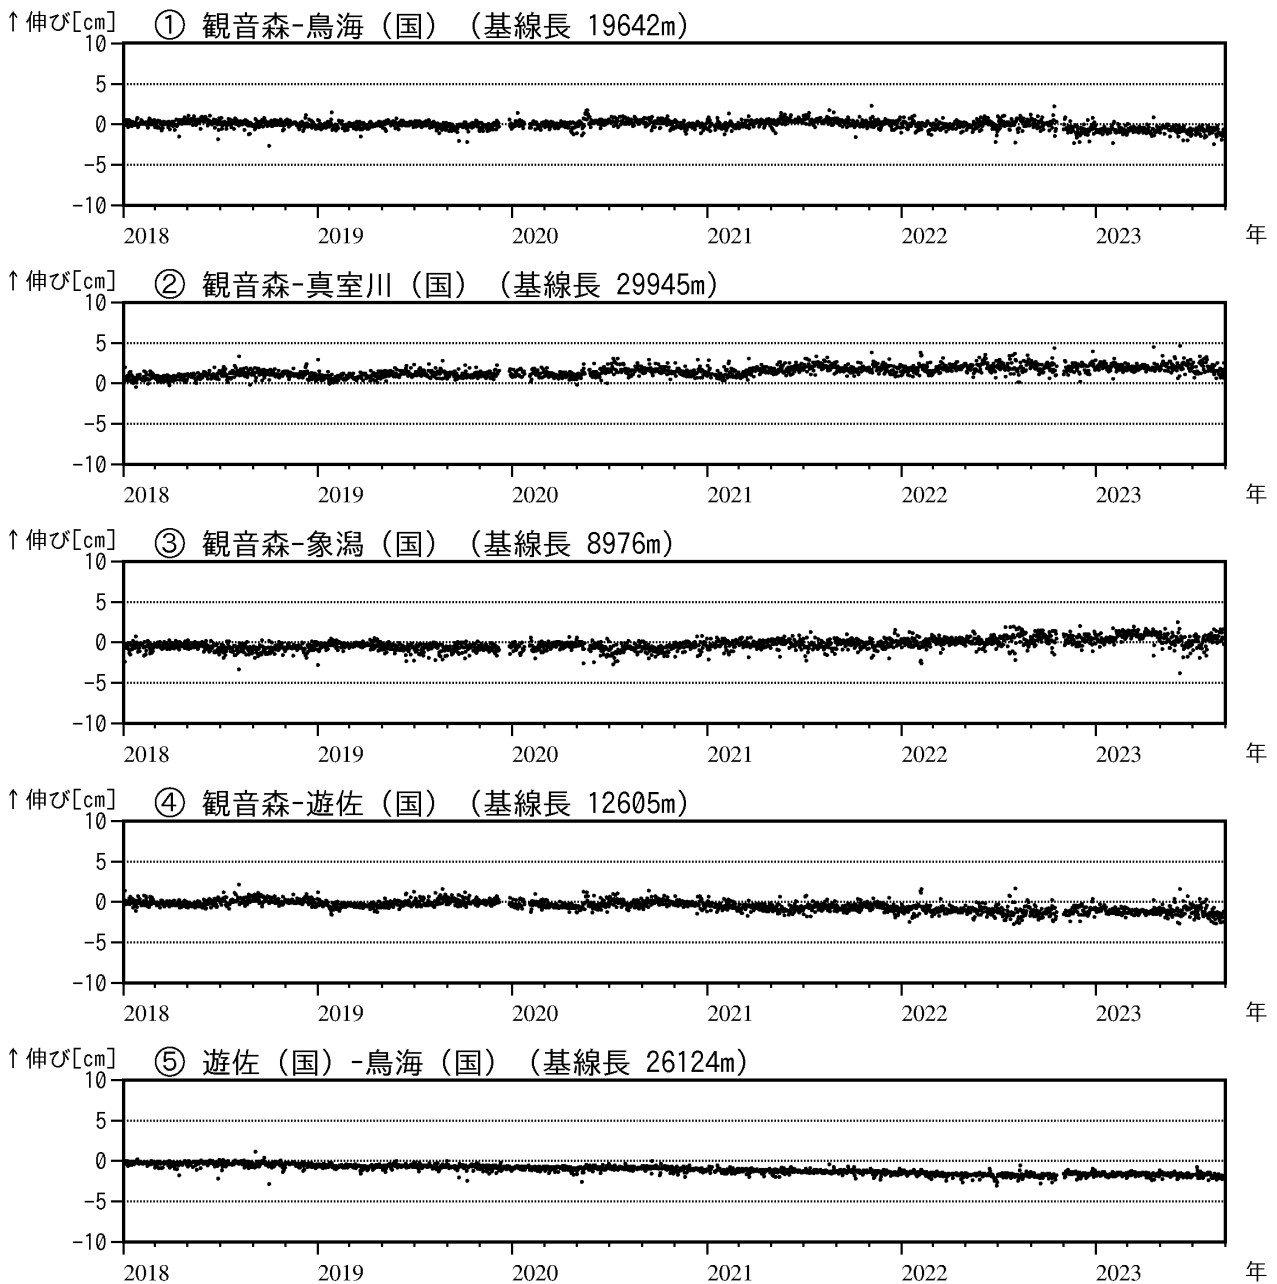 ↑伸び[cm] ① 観音森-鳥海（国）（基線長 19642m）
10
5
0
-5
-10
2018 2019 2020 2021 2022 2023 年
↑伸び[cm] ② 観音森-真室川（国）（基線長 29945m）
10
5
0
-5
-10
2018 2019 2020 2021 2022 2023 年
↑伸び[cm] ③ 観音森-象潟（国）（基線長 8976m）
10
5
0
-5
-10
2018 2019 2020 2021 2022 2023 年
↑伸び[cm] ④ 観音森-遊佐（国）（基線長 12605m）
10
5
0
-5
-10
2018 2019 2020 2021 2022 2023 年
↑伸び[cm] ⑤ 遊佐（国）-鳥海（国）（基線長 26124m）
10
5
0
-5
-10
2018 2019 2020 2021 2022 2023 年